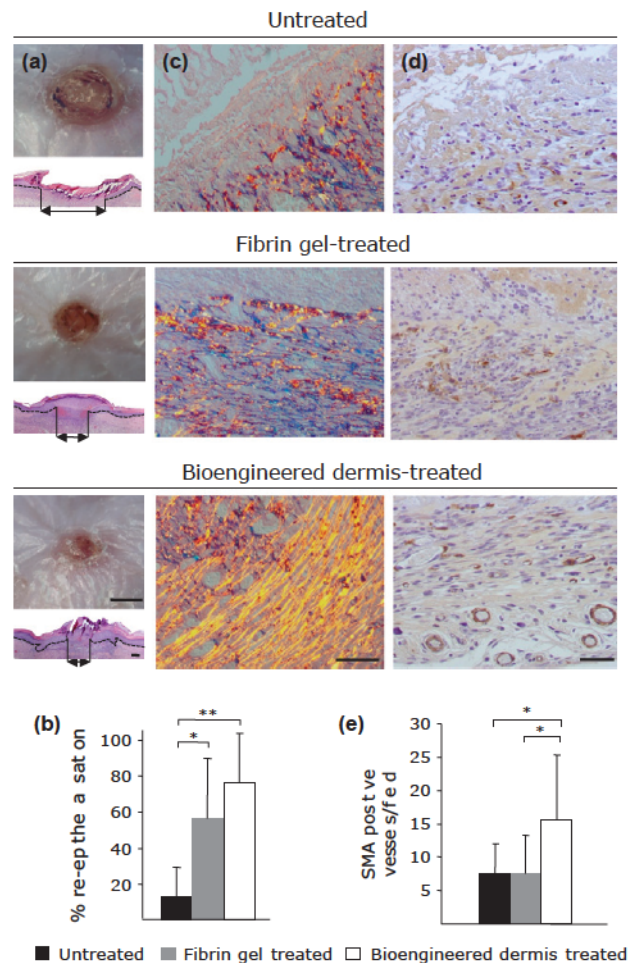 Untreated
(a)
(c)
(d)
Fibrin gel-treated
Bioengineered dermis-treated
(b)
% re-ep the a sat on
100
80
60
40
20
**
*
(e)
SMA pos t ve
vesse s/f e d
30
25
20
15
10
5
*
*
Untreated
Fibrin gel treated
Bioengineered dermis treated